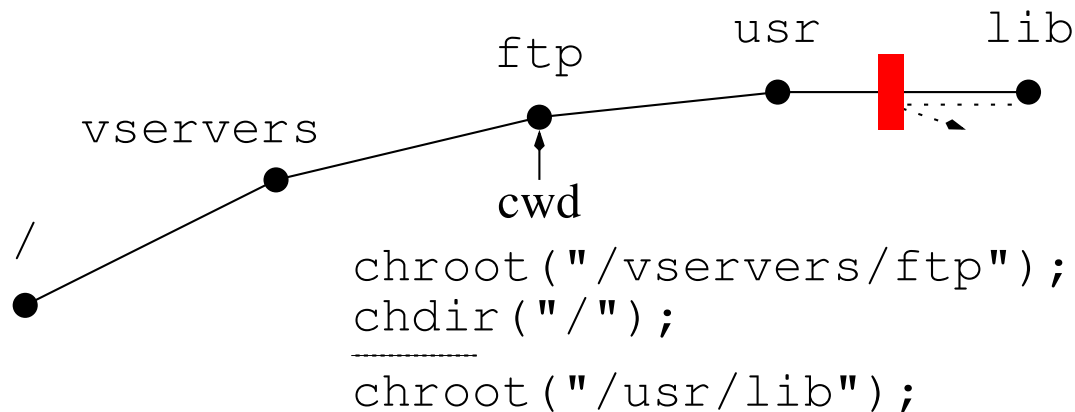 usr
lib
ftp
vservers
cwd
/
chroot("/vservers/ftp");
chdir("/");
chroot("/usr/lib");